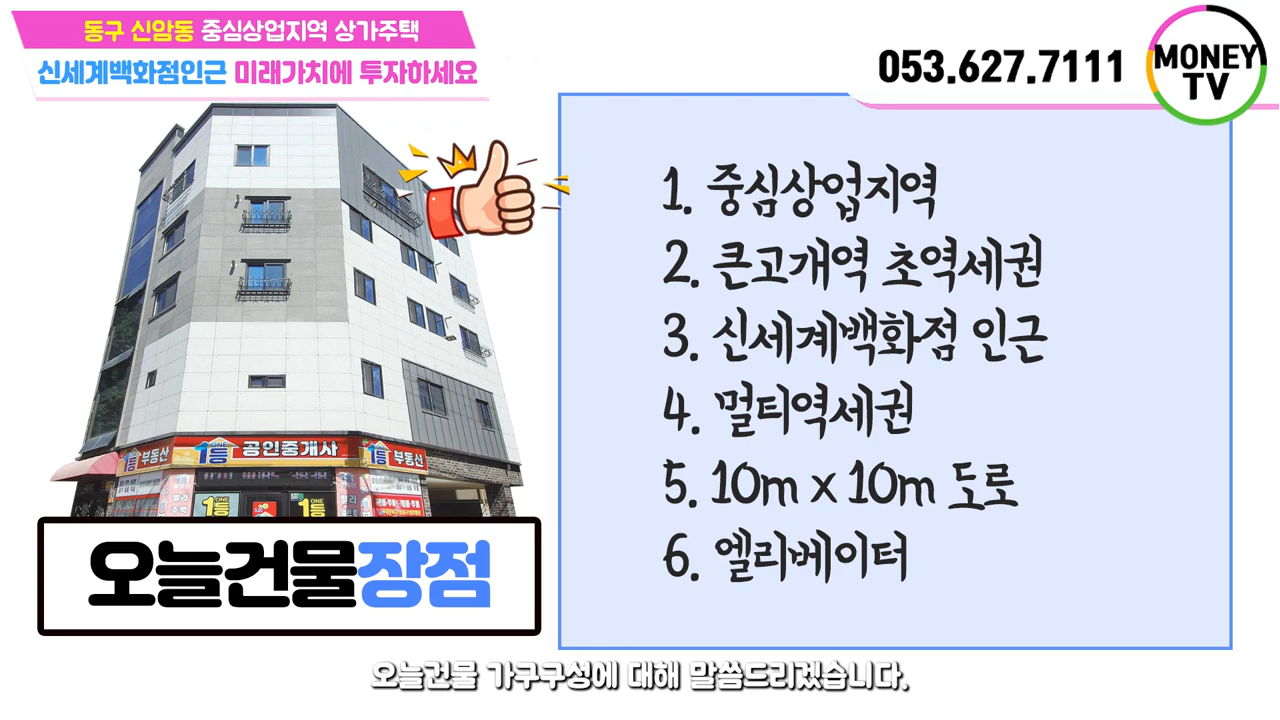 동구 신암동 중심상업지역 상가주택
신세계백화점인근 미래가치에 투자하세요
053.627.7111
MONEY
TV
1. 중심상업지역
2. 큰고개역 초역세권
3. 신세계백화점 인근
4. 멀티역세권
5. 10m x 10m 도로
6. 엘리베이터
1등 부동산
ONE 1등 공인중개사
1등 부동산
오늘건물장점
오늘건물 가구구성에 대해 말씀드리겠습니다.